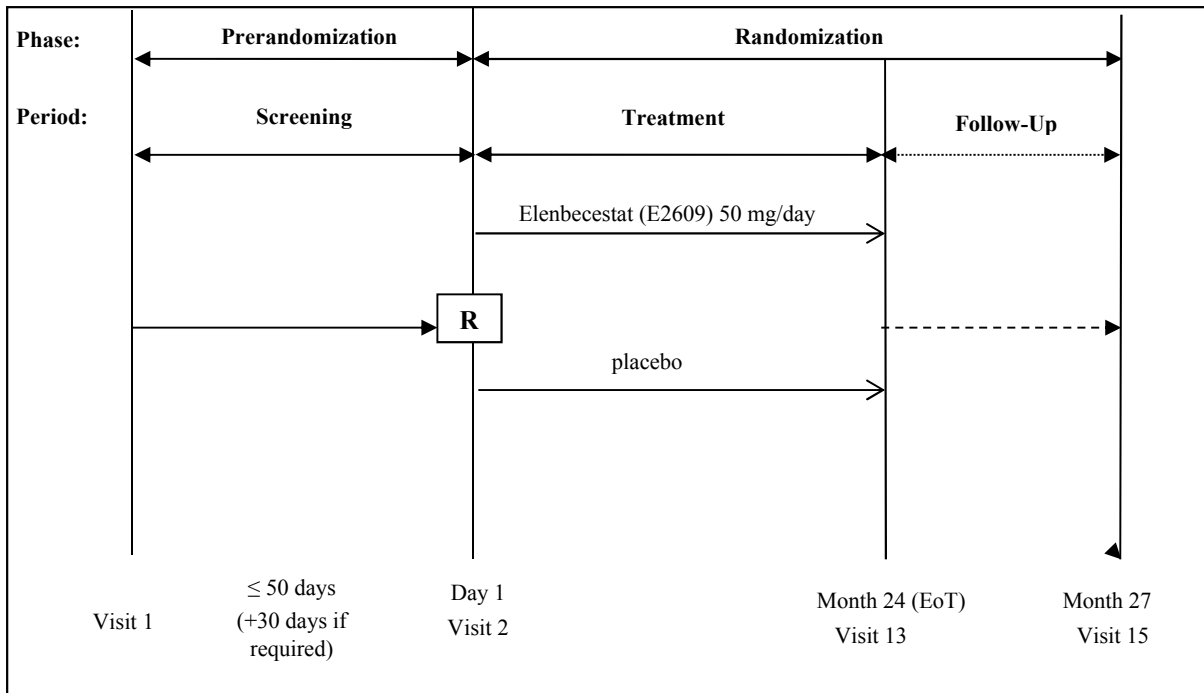 Phase:
Prerandomization
Randomization
Period:
Screening
Treatment
Follow-Up
Elenbecestat (E2609) 50 mg/day
R
placebo
Visit 1
≤ 50 days
(+30 days if
required)
Day 1
Visit 2
Month 24 (EoT)
Visit 13
Month 27
Visit 15